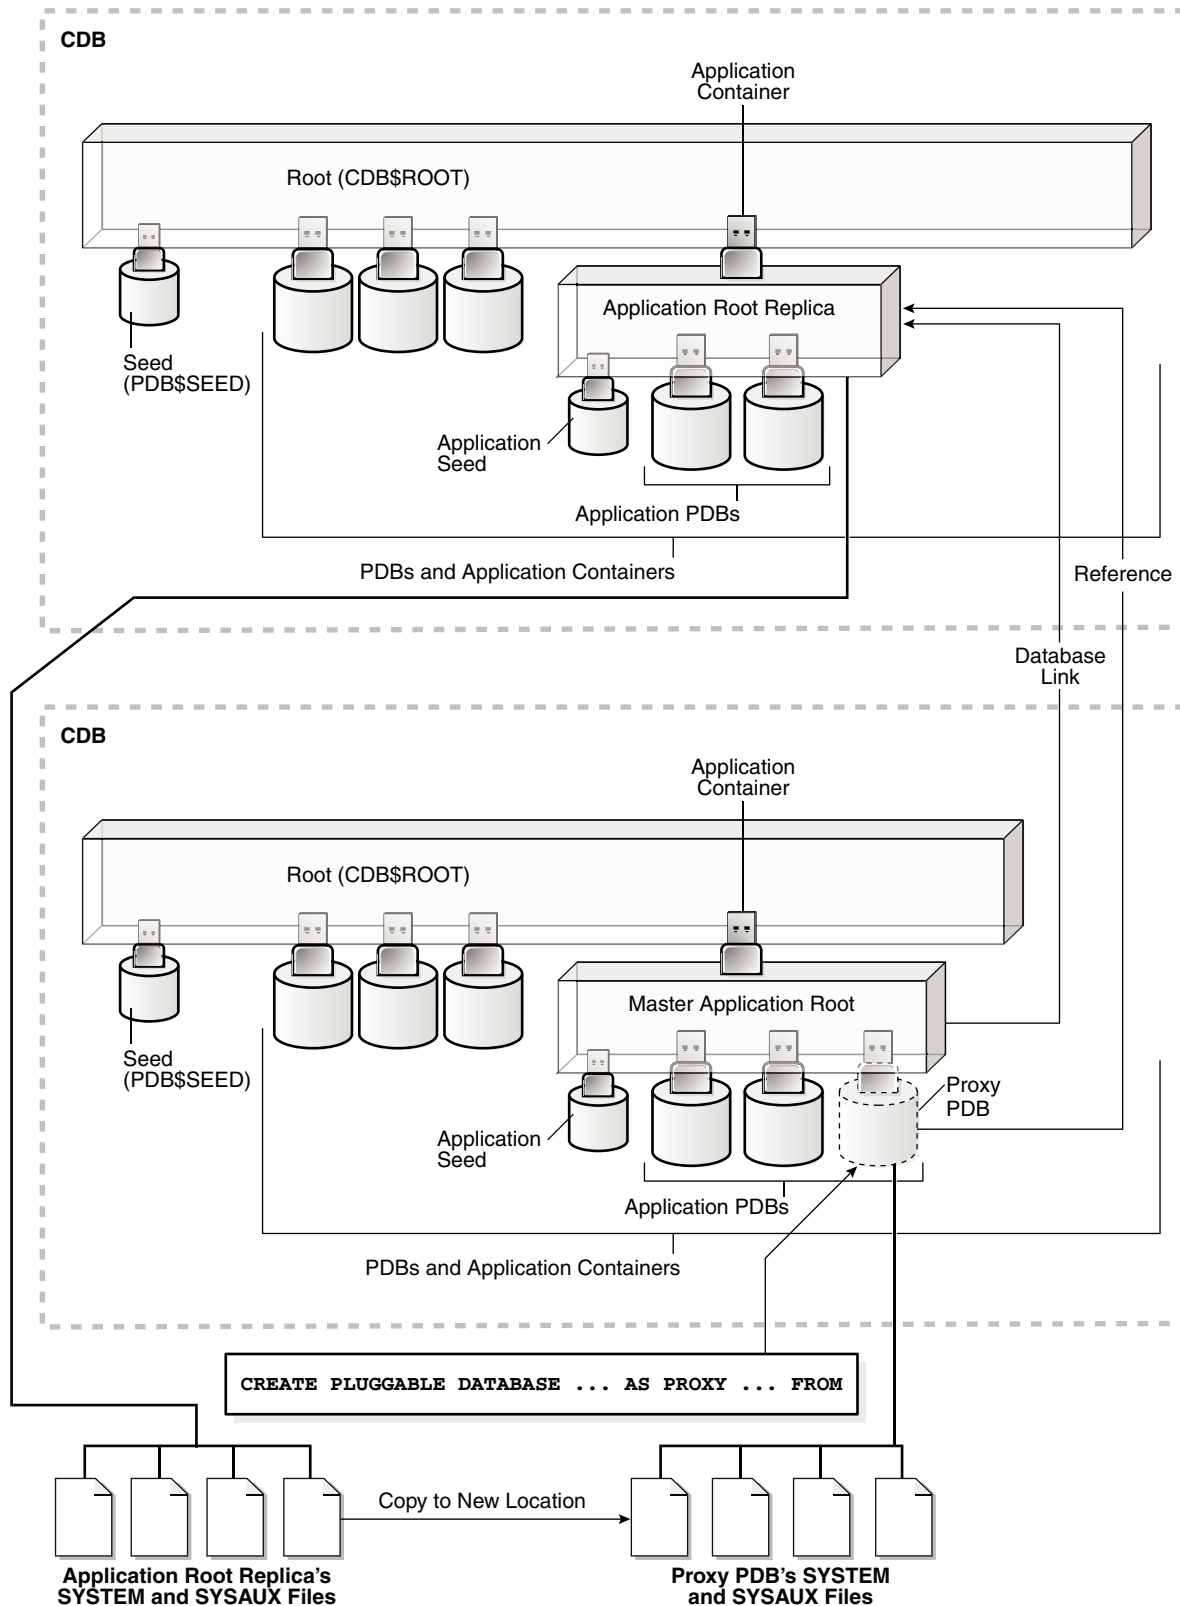 CDB
Application
Container
Root (CDB$ROOT)
Application Root Replica
Seed
(PDB$SEED)
Application
Seed
Application PDBs
PDBs and Application Containers
Reference
Database
Link
CDB
Application
Container
Root (CDB$ROOT)
Master Application Root
Seed
(PDB$SEED)
Proxy
PDB
Application
Seed
Application PDBs
PDBs and Application Containers
CREATE PLUGGABLE DATABASE ... AS PROXY ... FROM
Copy to New Location
Application Root Replica's
SYSTEM and SYSAUX Files
Proxy PDB's SYSTEM
and SYSAUX Files